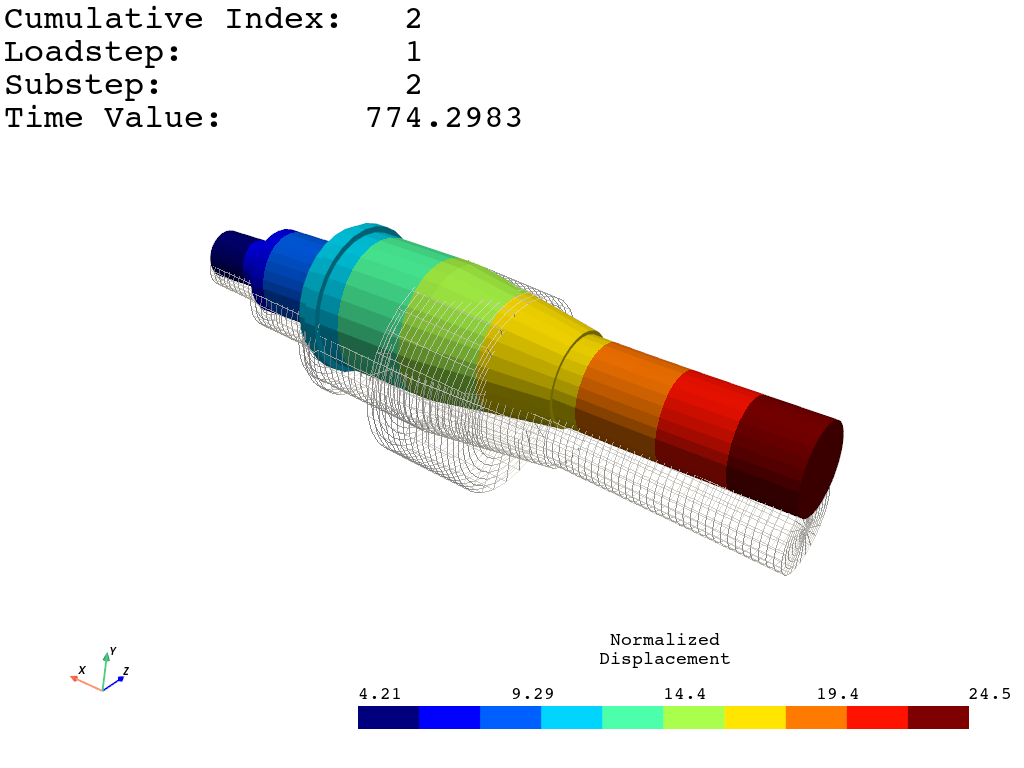 Cumulative Index: 2
Loadstep: 1
Substep: 2
Time Value: 774.2983
Y
X
Z
Normalized
Displacement
4.21 9.29 14.4 19.4 24.5